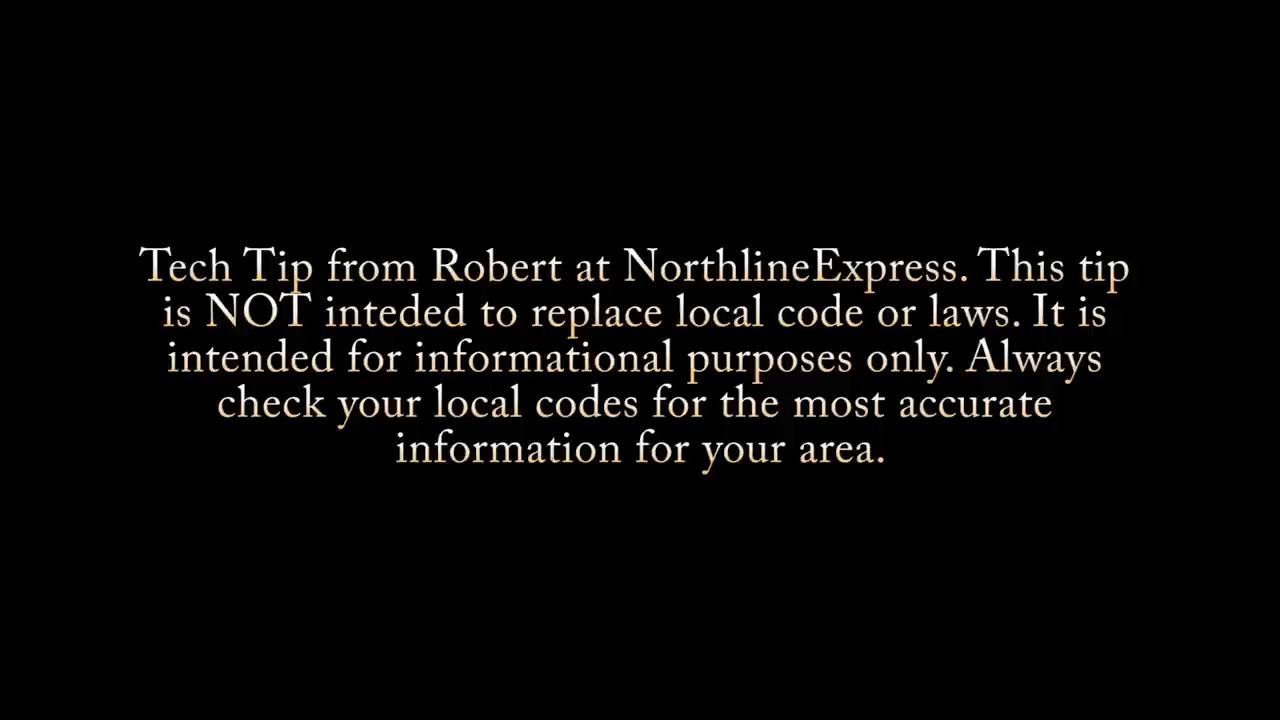 Tech Tip from Robert at NorthlineExpress. This tip
is NOT inteded to replace local code or laws. It is
intended for informational purposes only. Always
check your local codes for the most accurate
information for your area.